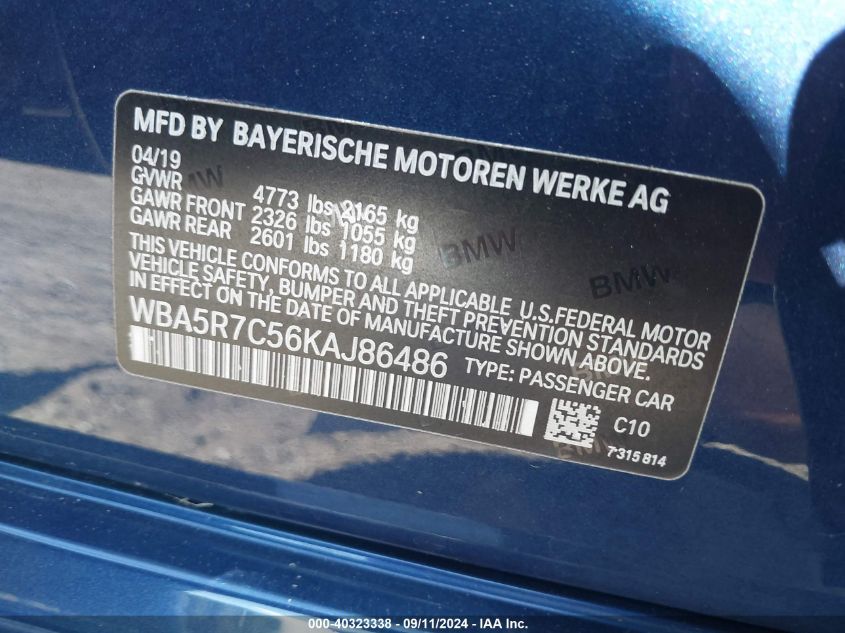 MFD BY BAYERISCHE MOTOREN WERKE AG
04/19
GVWR 4773 lbs 2165 kg
GAWR FRONT 2326 lbs 1055 kg
GAWR REAR 2601 lbs 1180 kg
THIS VEHICLE CONFORMS TO ALL APPLICABLE U.S.FEDERAL MOTOR
VEHICLE SAFETY, BUMPER AND THEFT PREVENTION STANDARDS
IN EFFECT ON THE DATE OF MANUFACTURE SHOWN ABOVE.
WBA5R7C56KAJ86486 TYPE: PASSENGER CAR
C10
7315814
BMW
BMW
BMW
BMW
BMW
000-40323338 - 09/11/2024 - IAA Inc.